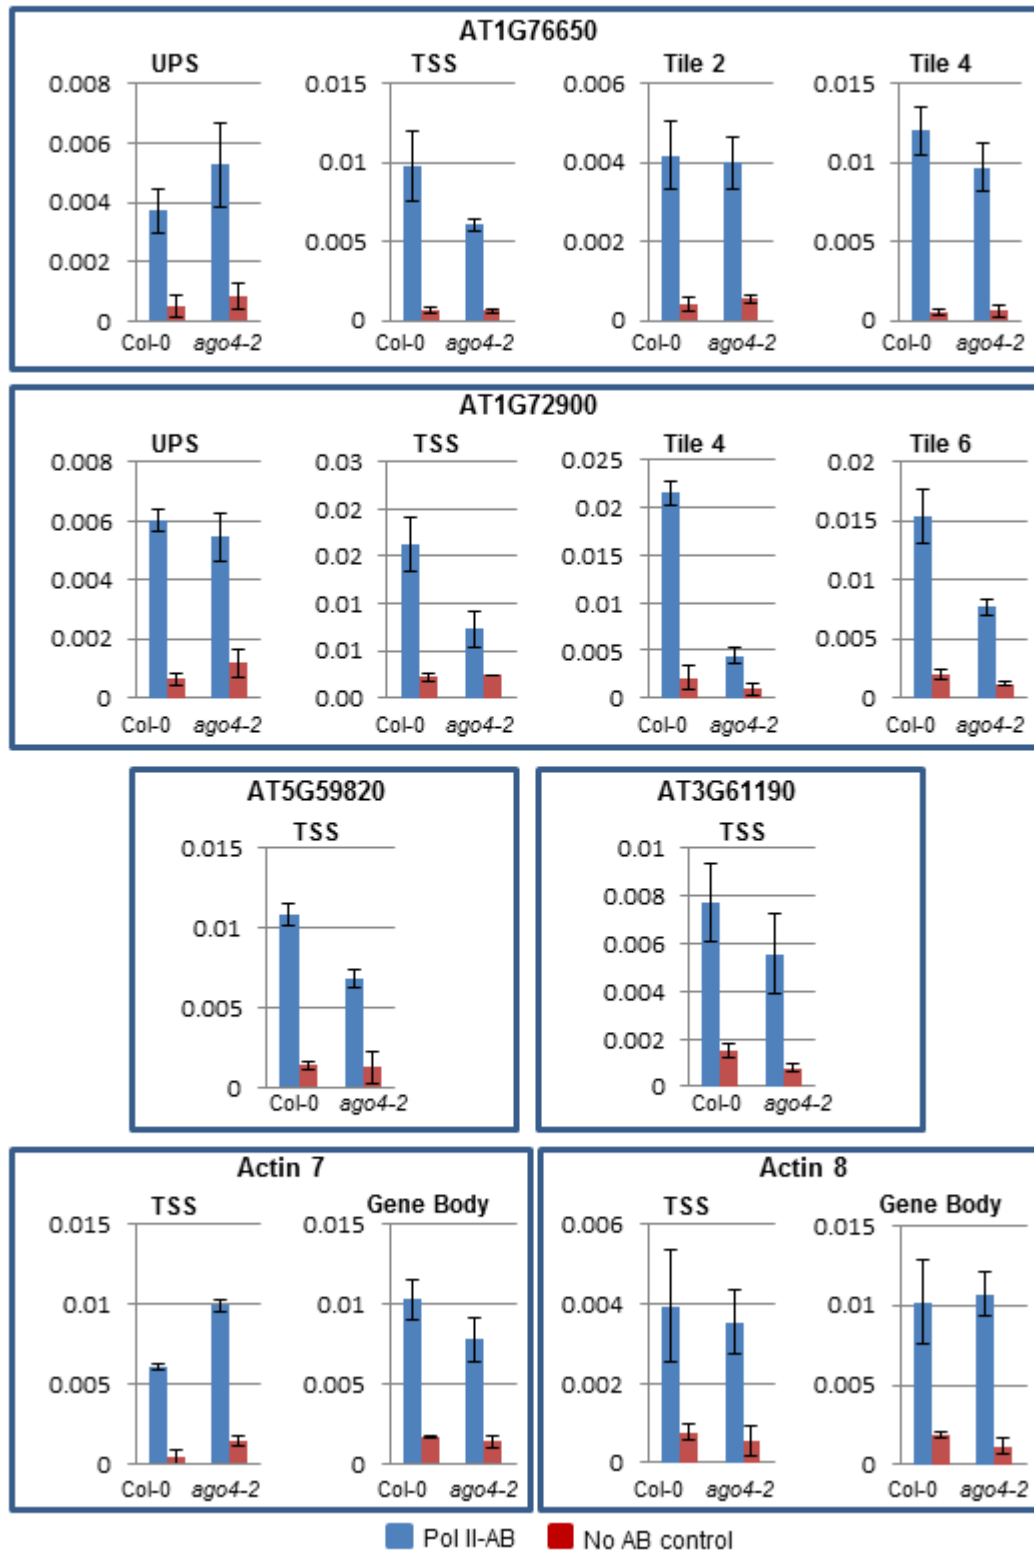 AT1G76650
UPS TSS Tile 2 Tile 4
0.008 0.015 0.006 0.015
0.006 0.01 0.004 0.01
0.004 0.005 0.002 0.005
0.002
0 0 0 0
Col-0 ago4-2 Col-0 ago4-2 Col-0 ago4-2 Col-0 ago4-2
AT1G72900
UPS TSS Tile 4 Tile 6
0.008 0.03 0.025 0.02
0.006 0.02 0.02 0.015
0.004 0.02 0.015 0.01
0.002 0.01 0.01 0.005
0.01 0.005
0 0.00 0 0
Col-0 ago4-2 Col-0 ago4-2 Col-0 ago4-2 Col-0 ago4-2
AT5G59820 AT3G61190
TSS TSS
0.015 0.01
0.01 0.008
0.005 0.006
0.004
0.002
0 0
Col-0 ago4-2 Col-0 ago4-2
Actin 7 Actin 8
TSS Gene Body TSS Gene Body
0.015 0.015 0.006 0.015
0.01 0.01 0.004 0.01
0.005 0.005 0.002 0.005
0 0 0 0
Col-0 ago4-2 Col-0 ago4-2 Col-0 ago4-2 Col-0 ago4-2
Pol II-AB No AB control